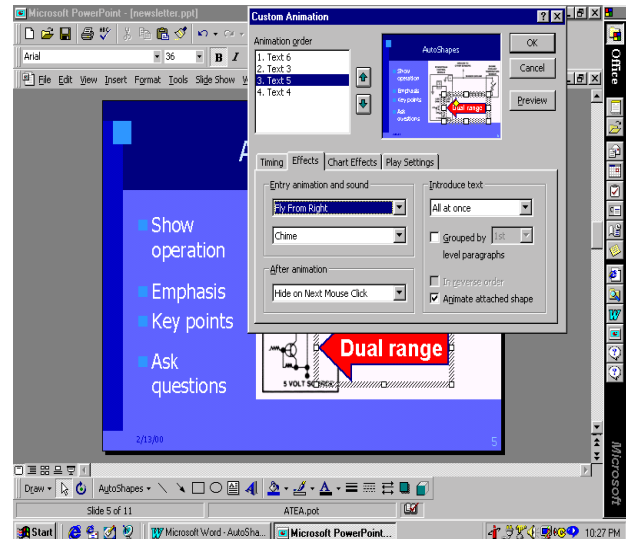 Microsoft PowerPoint - [newsletter.ppt]
Arial
36
B I
File Edit View Insert Format Tools Slide Show
Custom Animation
Animation order
1. Text 6
2. Text 3
3. Text 5
4. Text 4
AutoShapes
Show
operation
Emphasis
Key points
Ask
questions
Dual range
OK
Cancel
Preview
Timing Effects Chart Effects Play Settings
Entry animation and sound
Fly From Right
Chime
After animation
Hide on Next Mouse Click
Introduce text
All at once
Grouped by 1st
level paragraphs
In reverse order
Animate attached shape
Show
operation
Emphasis
Key points
Ask
questions
Dual range
5 VOLT
2/13/00
5
Draw AutoShapes
Slide 5 of 11
ATEA.pot
Start
Microsoft Word - AutoSha...
Microsoft PowerPoint...
10:27 PM
Office
Microsoft